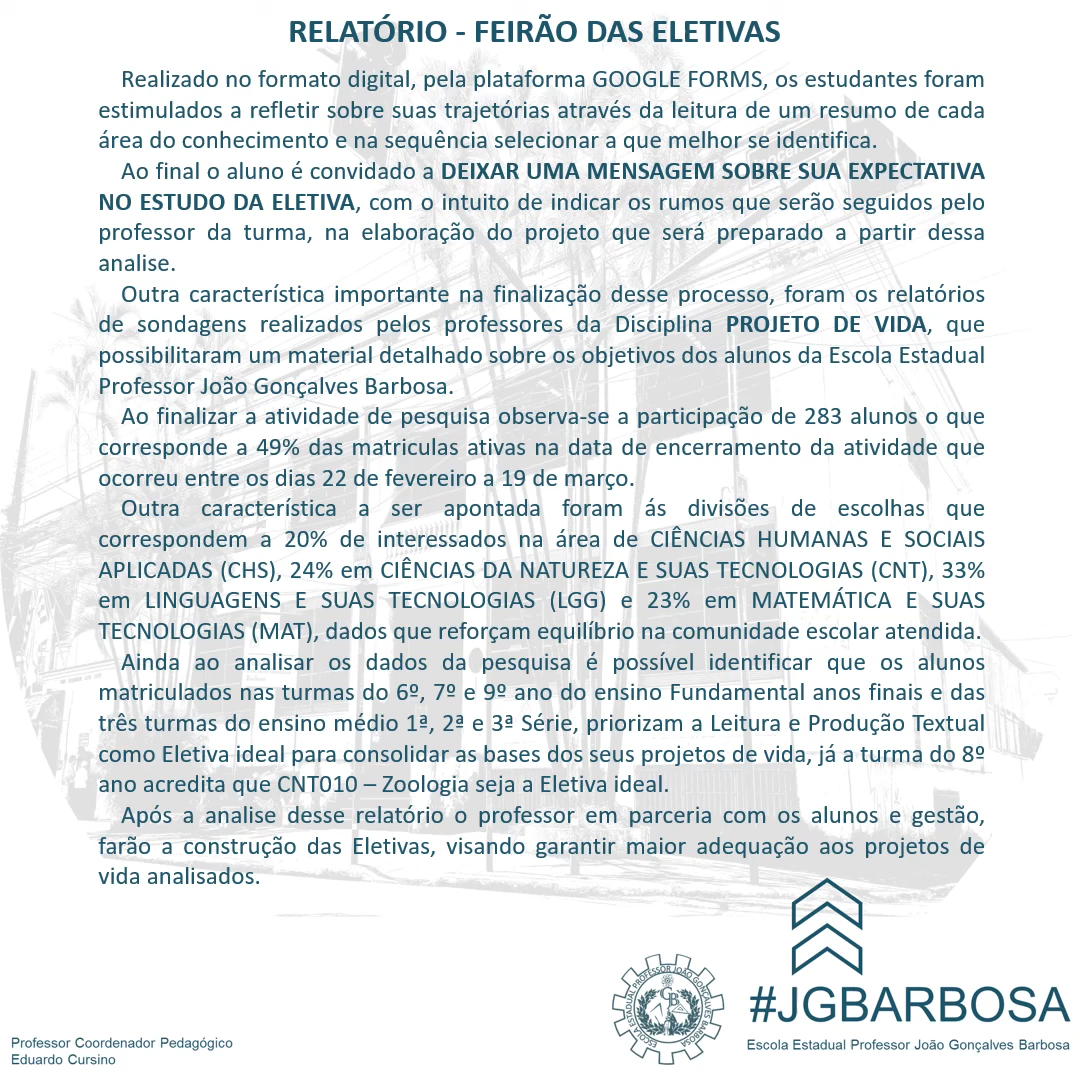 RELATÓRIO - FEIRÃO DAS ELETIVAS
Realizado no formato digital, pela plataforma GOOGLE FORMS, os estudantes foram
estimulados a refletir sobre suas trajetórias através da leitura de um resumo de cada
área do conhecimento e na sequência selecionar a que melhor se identifica.
Ao final o aluno é convidado a DEIXAR UMA MENSAGEM SOBRE SUA EXPECTATIVA
NO ESTUDO DA ELETIVA, com o intuito de indicar os rumos que serão seguidos pelo
professor da turma, na elaboração do projeto que será preparado a partir dessa
analise.
Outra característica importante na finalização desse processo, foram os relatórios
de sondagens realizados pelos professores da Disciplina PROJETO DE VIDA, que
possibilitaram um material detalhado sobre os objetivos dos alunos da Escola Estadual
Professor João Gonçalves Barbosa.
Ao finalizar a atividade de pesquisa observa-se a participação de 283 alunos o que
corresponde a 49% das matriculas ativas na data de encerramento da atividade que
ocorreu entre os dias 22 de fevereiro a 19 de março.
Outra característica a ser apontada foram ás divisões de escolhas que
correspondem a 20% de interessados na área de CIÊNCIAS HUMANAS E SOCIAIS
APLICADAS (CHS), 24% em CIÊNCIAS DA NATUREZA E SUAS TECNOLOGIAS (CNT), 33%
em LINGUAGENS E SUAS TECNOLOGIAS (LGG) e 23% em MATEMÁTICA E SUAS
TECNOLOGIAS (MAT), dados que reforçam equilíbrio na comunidade escolar atendida.
Ainda ao analisar os dados da pesquisa é possível identificar que os alunos
matriculados nas turmas do 6º, 7º e 9º ano do ensino Fundamental anos finais e das
três turmas do ensino médio 1ª, 2ª e 3ª Série, priorizam a Leitura e Produção Textual
como Eletiva ideal para consolidar as bases dos seus projetos de vida, já a turma do 8º
ano acredita que CNT010 – Zoologia seja a Eletiva ideal.
Após a analise desse relatório o professor em parceria com os alunos e gestão,
farão a construção das Eletivas, visando garantir maior adequação aos projetos de
vida analisados.
ESCOLA ESTADUAL PROFESSOR JOÃO GONÇALVES BARBOSA
GB
#JGBARBOSA
Escola Estadual Professor João Gonçalves Barbosa
Professor Coordenador Pedagógico
Eduardo Cursino